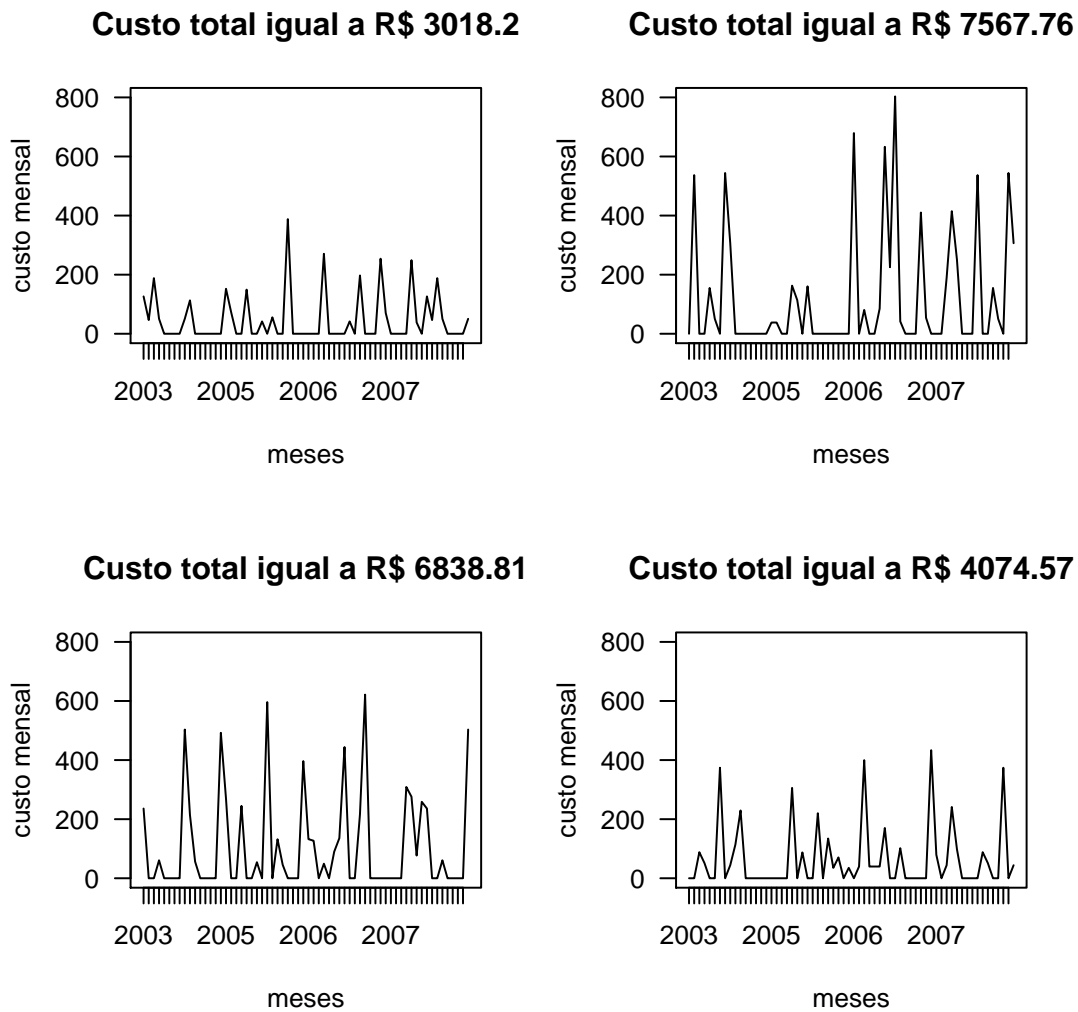 Custo total igual a R$ 3018.2
800
600
400
200
0
custo mensal
2003 2005 2006 2007
meses
Custo total igual a R$ 7567.76
800
600
400
200
0
custo mensal
2003 2005 2006 2007
meses
Custo total igual a R$ 6838.81
800
600
400
200
0
custo mensal
2003 2005 2006 2007
meses
Custo total igual a R$ 4074.57
800
600
400
200
0
custo mensal
2003 2005 2006 2007
meses